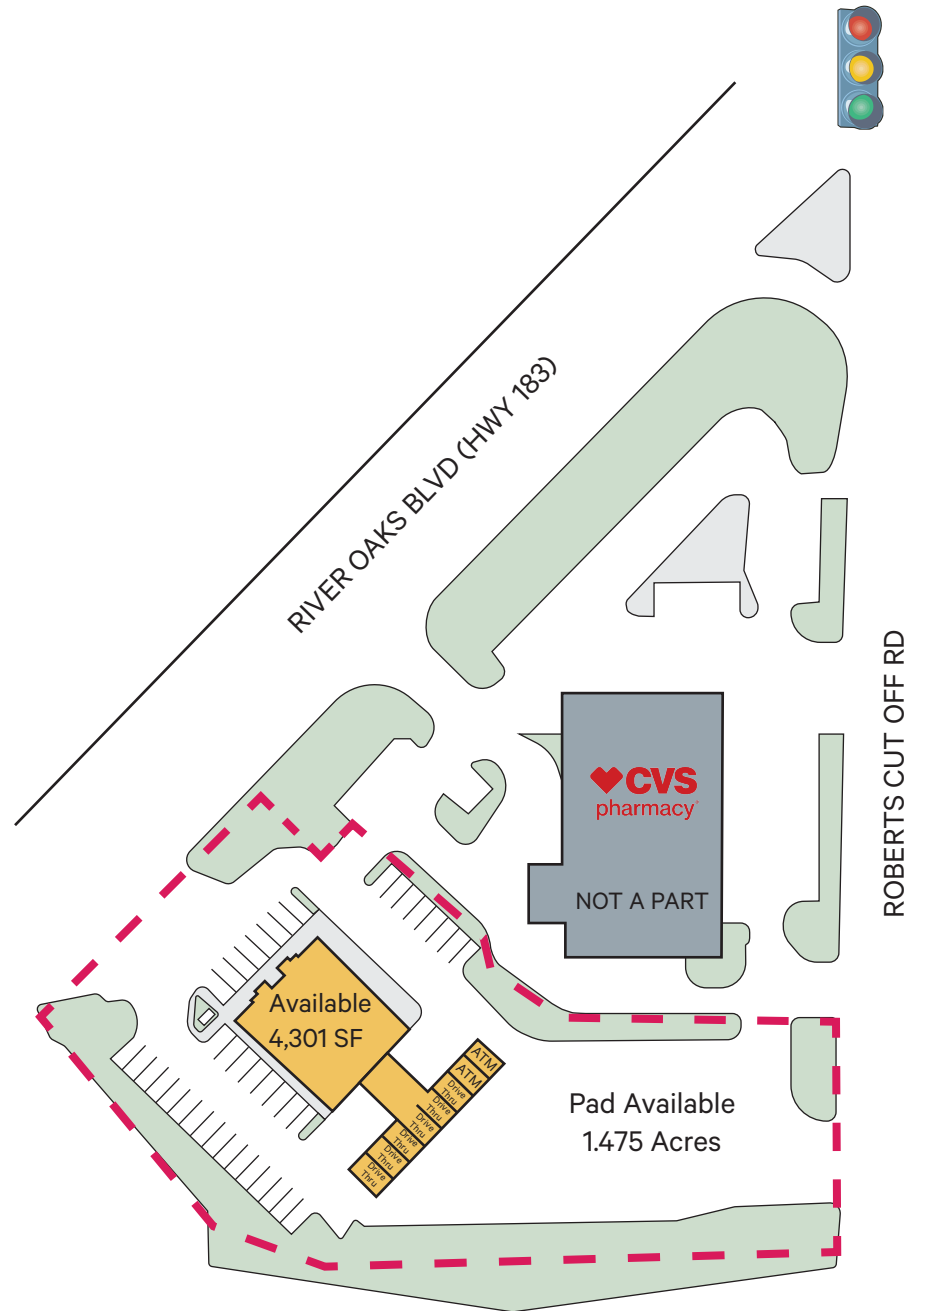 RIVER OAKS BLVD (HWY 183)
ROBERTS CUT OFF RD
CVS
pharmacy
NOT A PART
Available
4,301 SF
ATM
ATM
Drive
Thru
Drive
Thru
Drive
Thru
Drive
Thru
Drive
Thru
Drive
Thru
Pad Available
1.475 Acres